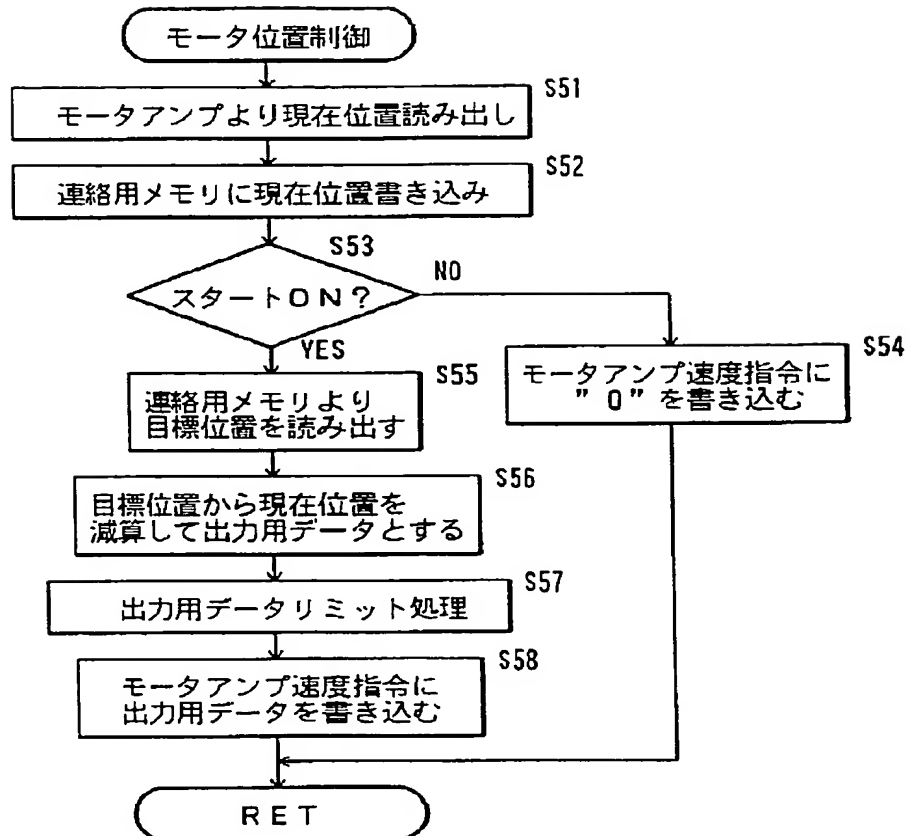 モータ位置制御
S51
モータアンプより現在位置読み出し
S52
連絡用メモリに現在位置書き込み
S53
スタートON?
NO
YES
S54
モータアンプ速度指令に
"0"を書き込む
S55
連絡用メモリより
目標位置を読み出す
S56
目標位置から現在位置を
減算して出力用データとする
S57
出力用データリミット処理
S58
モータアンプ速度指令に
出力用データを書き込む
RET